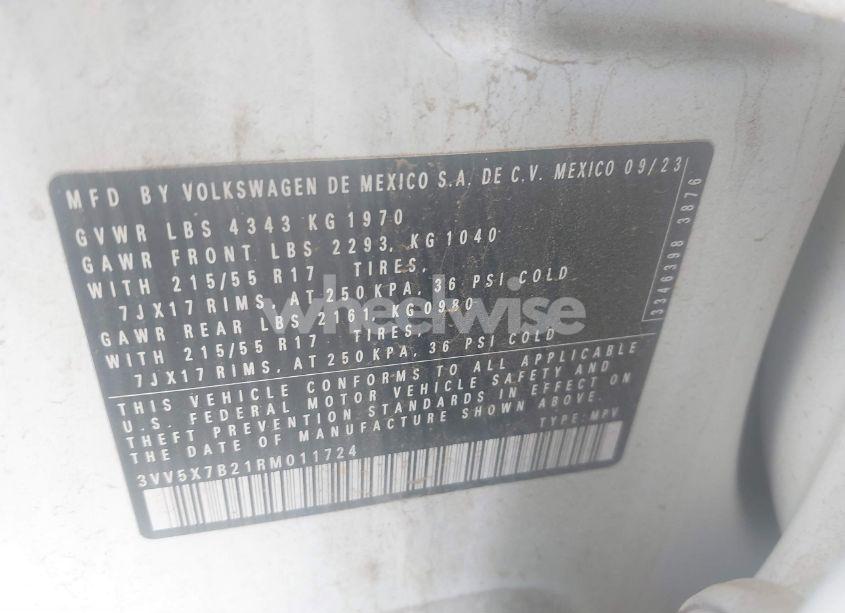 MFD BY VOLKSWAGEN DE MEXICO S.A. DE C.V. MEXICO 09/23
GVWR LBS 4343 KG 1970
GAWR FRONT LBS 2293, KG 1040
WITH 215/55 R17 TIRES,
7JX17 RIMS, AT 250 KPA, 36 PSI COLD
GAWR REAR LBS 2161, KG 0980
WITH 215/55 R17 TIRES,
7JX17 RIMS, AT 250 KPA, 36 PSI COLD
THIS VEHICLE CONFORMS TO ALL APPLICABLE
U.S. FEDERAL MOTOR VEHICLE SAFETY AND
THEFT PREVENTION STANDARDS IN EFFECT ON
THE DATE OF MANUFACTURE SHOWN ABOVE.
3VV5X7B21RM011724 TYPE: MPV
3346398 3876
wheelwise